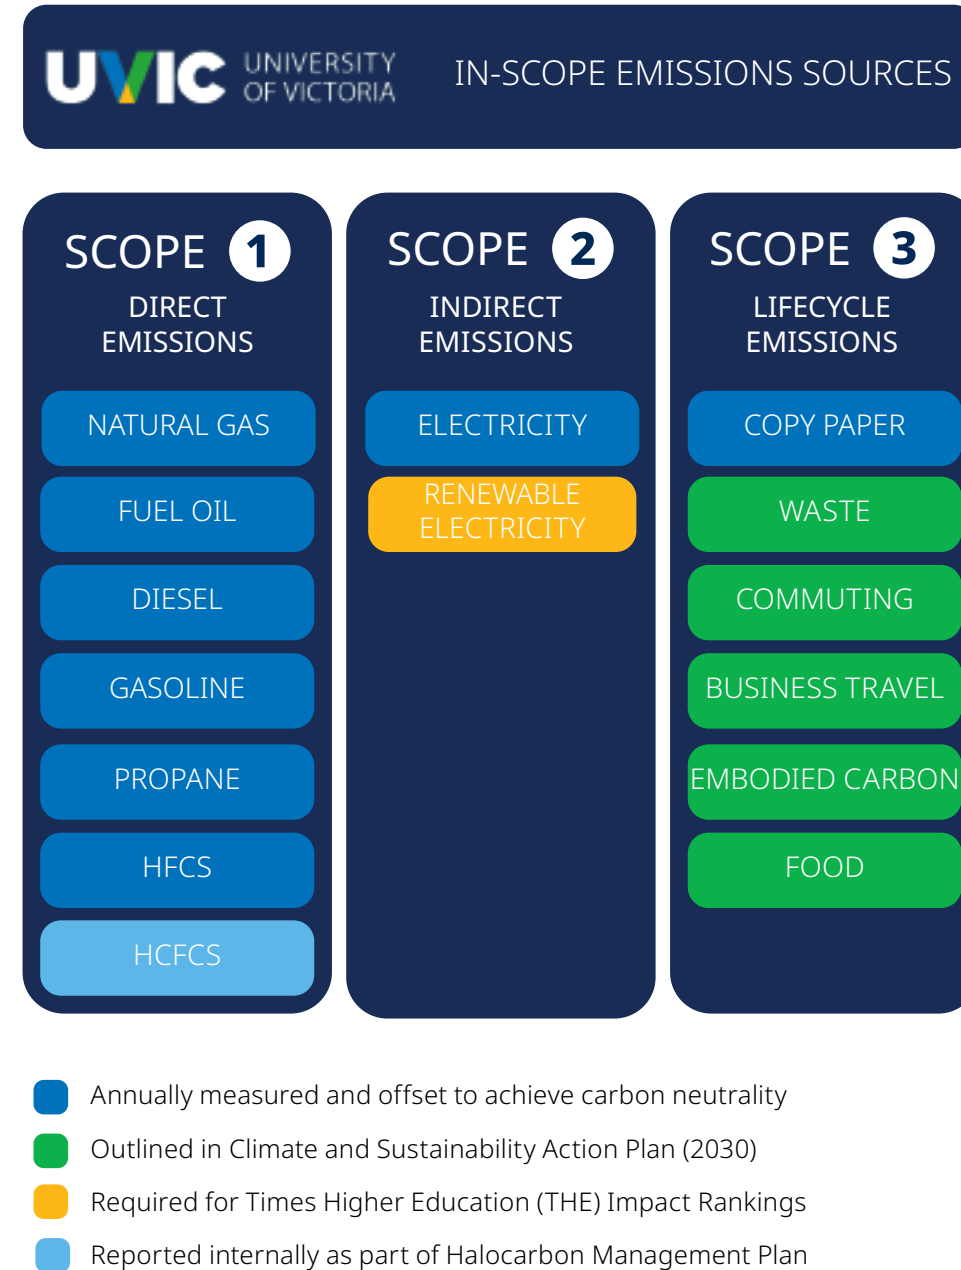 UVIC UNIVERSITY
OF VICTORIA
IN-SCOPE EMISSIONS SOURCES
SCOPE 1
DIRECT
EMISSIONS
NATURAL GAS
FUEL OIL
DIESEL
GASOLINE
PROPANE
HFCS
HCFCS
SCOPE 2
INDIRECT
EMISSIONS
ELECTRICITY
RENEWABLE
ELECTRICITY
SCOPE 3
LIFECYCLE
EMISSIONS
COPY PAPER
WASTE
COMMUTING
BUSINESS TRAVEL
EMBODIED CARBON
FOOD
Annually measured and offset to achieve carbon neutrality
Outlined in Climate and Sustainability Action Plan (2030)
Required for Times Higher Education (THE) Impact Rankings
Reported internally as part of Halocarbon Management Plan